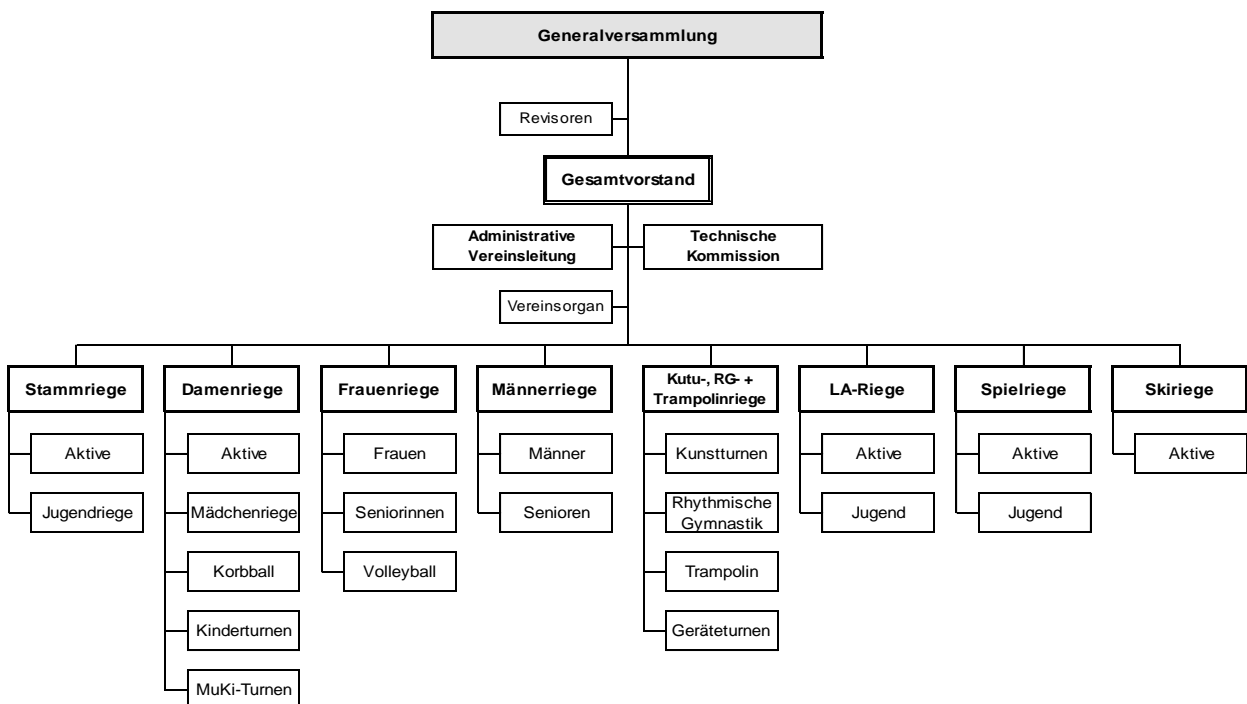 Generalversammlung
Revisoren
Gesamtvorstand
Administrative
Vereinsleitung
Technische
Kommission
Vereinsorgan
Stammriege
Damenriege
Frauenriege
Männerriege
Kutu-, RG- +
Trampolinriege
LA-Riege
Spielriege
Skiriege
Aktive
Aktive
Frauen
Männer
Kunstturnen
Aktive
Aktive
Aktive
Jugendriege
Mädchenriege
Seniorinnen
Senioren
Rhythmische
Gymnastik
Jugend
Jugend
Korbball
Volleyball
Trampolin
Kinderturnen
Geräteturnen
MuKi-Turnen